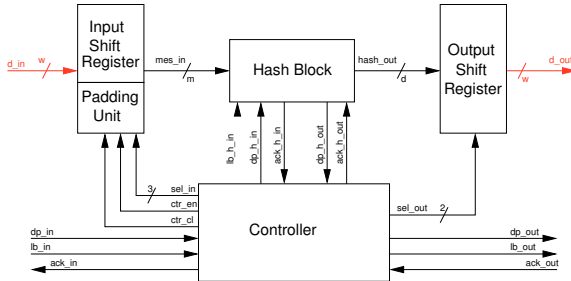 Input
Shift
Register
Padding
Unit
d_in
w
mes_in
m
Hash Block
hash_out
d
Output
Shift
Register
d_out
w
lb_h_in
dp_h_in
ack_h_in
dp_h_out
ack_h_out
3
sel_in
ctr_en
ctr_cl
Controller
sel_out
2
dp_in
lb_in
ack_in
dp_out
lb_out
ack_out